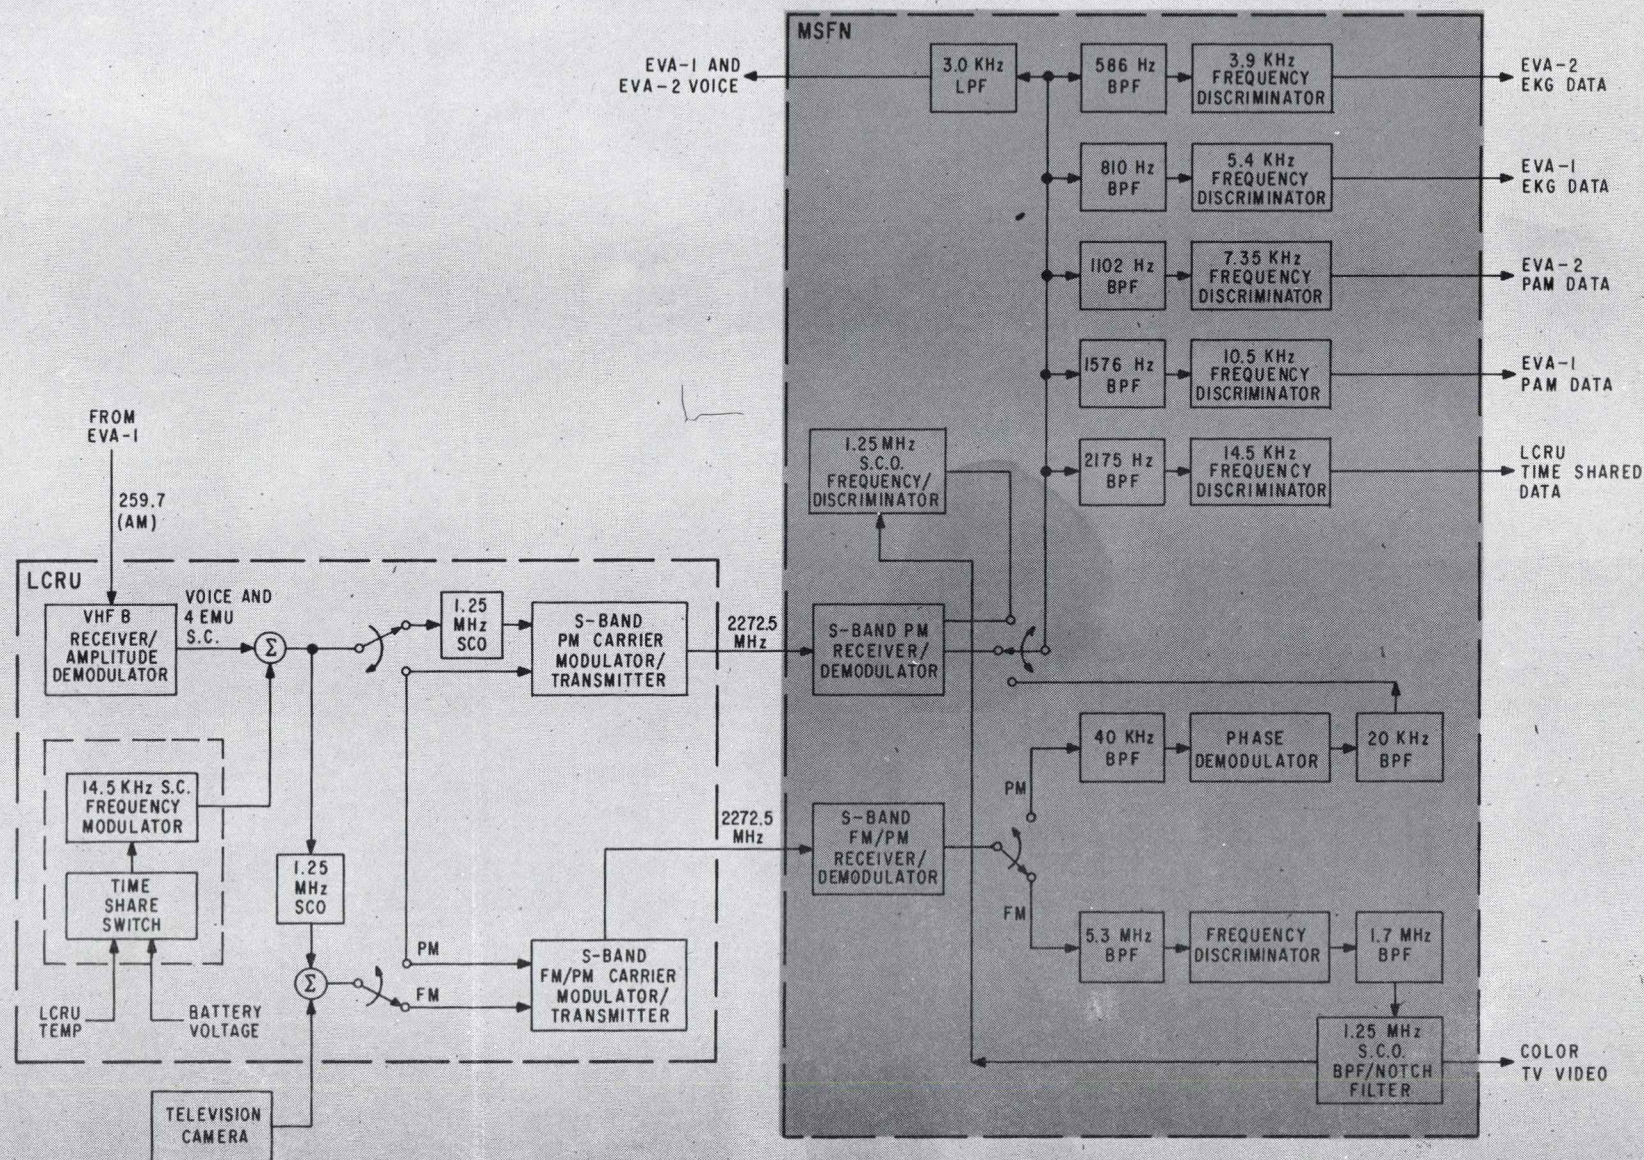 MSFN
EVA-1 AND
EVA-2 VOICE
3.0 KHz
LPF
586 Hz
BPF
3.9 KHz
FREQUENCY
DISCRIMINATOR
EVA-2
EKG DATA
810 Hz
BPF
5.4 KHz
FREQUENCY
DISCRIMINATOR
EVA-1
EKG DATA
1102 Hz
BPF
7.35 KHz
FREQUENCY
DISCRIMINATOR
EVA-2
PAM DATA
1576 Hz
BPF
10.5 KHz
FREQUENCY
DISCRIMINATOR
EVA-1
PAM DATA
1.25 MHz
S.C.O.
FREQUENCY/
DISCRIMINATOR
2175 Hz
BPF
14.5 KHz
FREQUENCY
DISCRIMINATOR
LCRU
TIME SHARED
DATA
FROM
EVA-1
259.7
(AM)
LCRU
VHF B
RECEIVER/
AMPLITUDE
DEMODULATOR
VOICE AND
4 EMU
S.C.
Σ
1.25
MHz
SCO
S-BAND
PM CARRIER
MODULATOR/
TRANSMITTER
2272.5
MHz
S-BAND PM
RECEIVER/
DEMODULATOR
14.5 KHz S.C.
FREQUENCY
MODULATOR
TIME
SHARE
SWITCH
LCRU
TEMP
BATTERY
VOLTAGE
1.25
MHz
SCO
Σ
PM
FM
S-BAND
FM/PM CARRIER
MODULATOR/
TRANSMITTER
2272.5
MHz
S-BAND
FM/PM
RECEIVER/
DEMODULATOR
PM
FM
40 KHz
BPF
PHASE
DEMODULATOR
20 KHz
BPF
5.3 MHz
BPF
FREQUENCY
DISCRIMINATOR
1.7 MHz
BPF
1.25 MHz
S.C.O.
BPF/NOTCH
FILTER
COLOR
TV VIDEO
TELEVISION
CAMERA